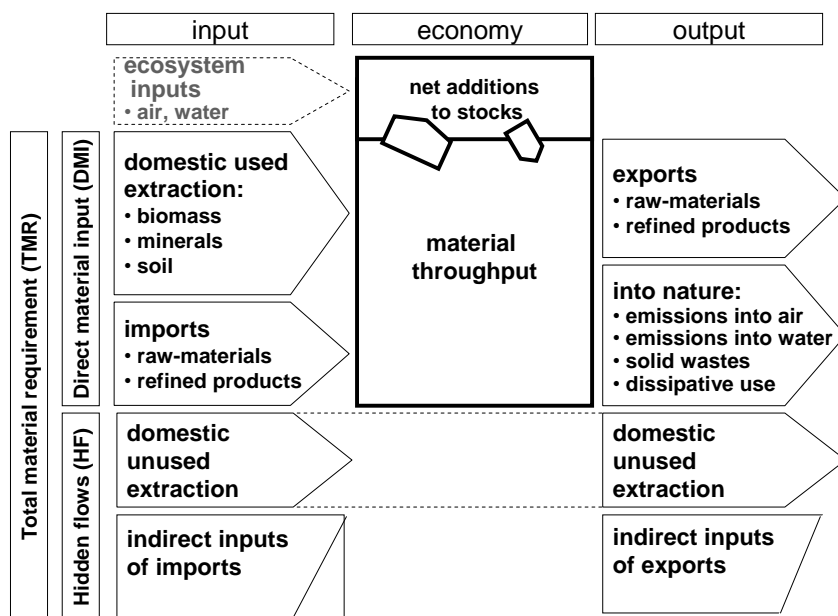 input
economy
output
ecosystem
inputs
• air, water
net additions
to stocks
Total material requirement (TMR)
Direct material input (DMI)
domestic used
extraction:
• biomass
• minerals
• soil
material
throughput
exports
• raw-materials
• refined products
imports
• raw-materials
• refined products
into nature:
• emissions into air
• emissions into water
• solid wastes
• dissipative use
Hidden flows (HF)
domestic
unused
extraction
domestic
unused
extraction
indirect inputs
of imports
indirect inputs
of exports